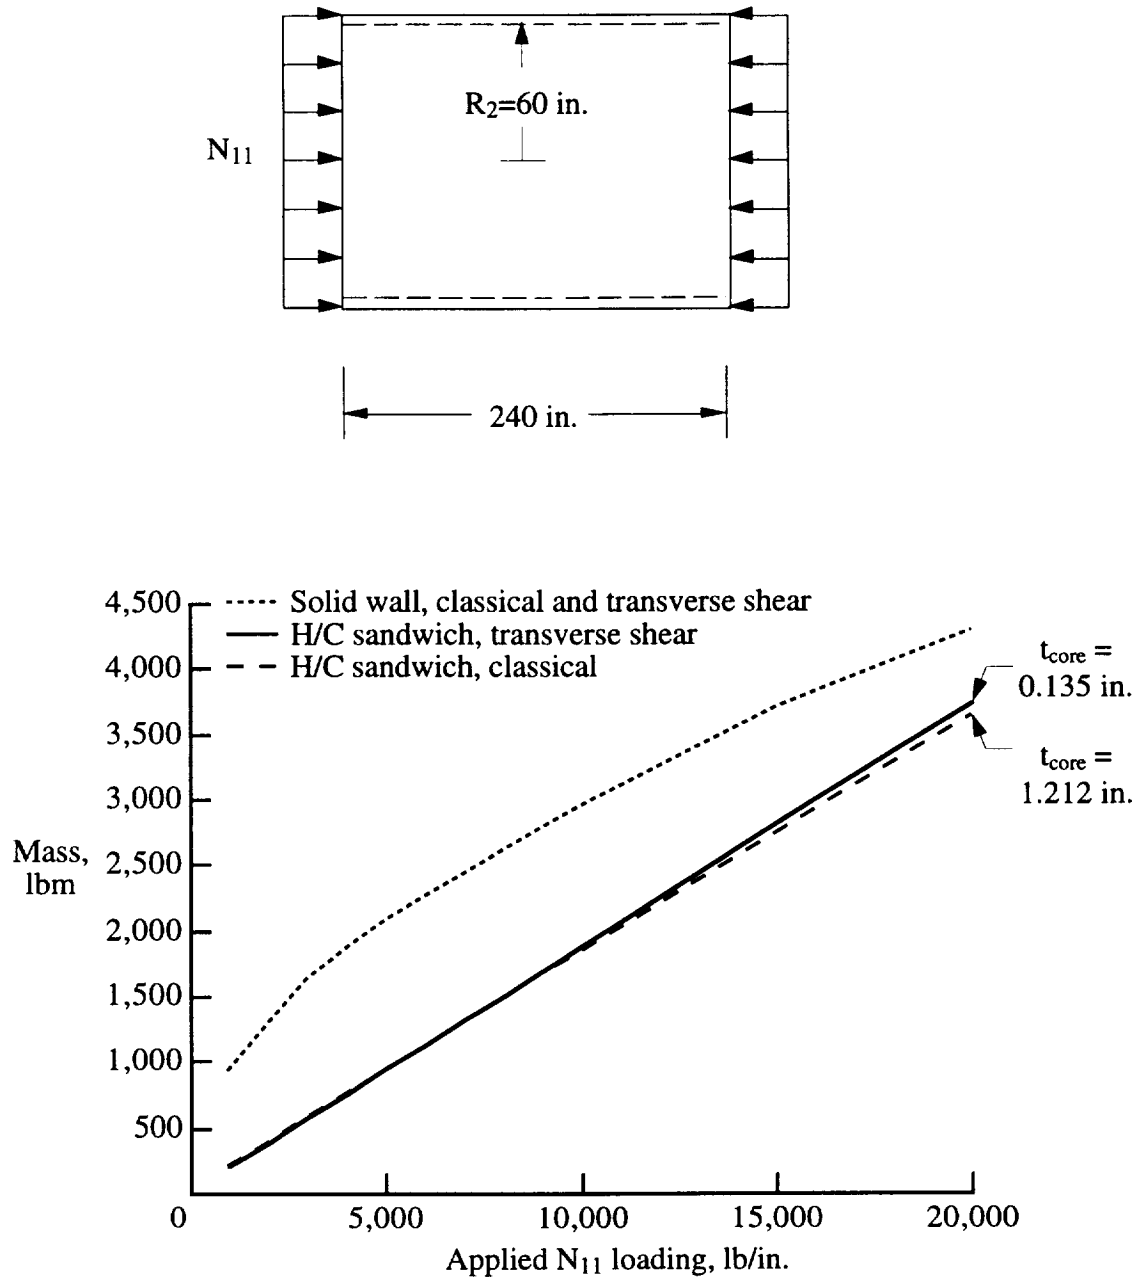 R2=60 in.
N11
240 in.
4,500
4,000
3,500
3,000
2,500
2,000
1,500
1,000
500
Mass,
lbm
Solid wall, classical and transverse shear
H/C sandwich, transverse shear
H/C sandwich, classical
tcore =
0.135 in.
tcore =
1.212 in.
0
5,000
10,000
15,000
20,000
Applied N11 loading, lb/in.